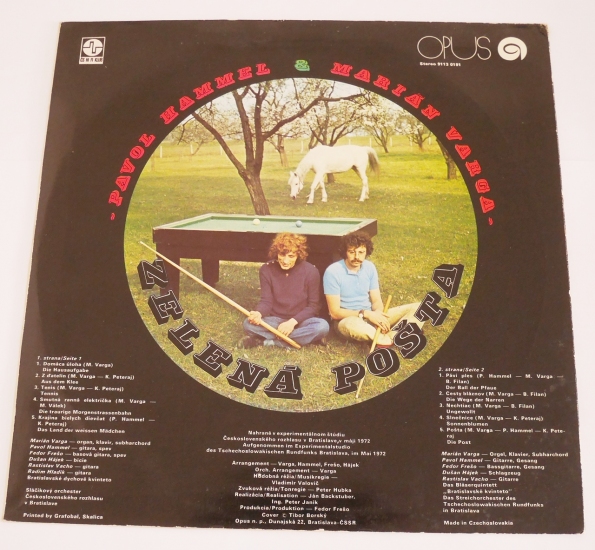 OPUS
Stereo 9113 0191
- PAVOL HAMMEL & MARIÁN VARGA -
ZELENÁ POŠTA
1. strana/Seite 1
1. Domáca úloha (M. Varga)
Die Hausaufgabe
2. Z ďatelín (M. Varga — K. Peteraj)
Aus dem Klee
3. Tenis (M. Varga — K. Peteraj)
Tennis
4. Smutná ranná električka (M. Varga —
M. Válek)
Die traurige Morgenstrassenbahn
5. Krajina bielych dievčat (P. Hammel —
K. Peteraj)
Das Land der weissen Mädchen
Marián Varga — organ, klavír, subharchord
Pavol Hammel — gitara, spev
Fedor Frešo — basová gitara, spev
Dušan Hájek — bicie
Rastislav Vacho — gitara
Radim Hladík — gitara
Bratislavské dychové kvinteto
Sláčikový orchester
Československého rozhlasu
v Bratislave
Printed by Grafobal, Skalica
Nahrané v experimentálnom štúdiu
Československého rozhlasu v Bratislave, v máji 1972
Aufgenommen im Experimentalstudio
des Tschechoslowakischen Rundfunks Bratislava, im Mai 1972
Arrangement — Varga, Hammel, Frešo, Hájek
Orch. Arrangement — Varga
Hudobná réžia/Musikregie —
Vladimír Valovič
Zvuková réžia/Tonregie — Peter Hubka
Realizácia/Realisation — Ján Backstuber,
Ing. Peter Janík
Produkcia/Produktion — Fedor Frešo
Cover : Tibor Borský
Opus n. p., Dunajská 22, Bratislava-ČSSR
2. strana/Seite 2
1. Páví ples (P. Hammel — M. Varga —
B. Filan)
Der Ball der Pfaus
2. Cesty bláznov (M. Varga — B. Filan)
Die Wege der Narren
3. Nechtiac (M. Varga — B. Filan)
Ungewollt
4. Slnečnice (M. Varga — K. Peteraj)
Sonnenblumen
5. Pošta (M. Varga — P. Hammel — K. Pete-
raj)
Die Post
Marián Varga — Orgel, Klavier, Subharchord
Pavol Hammel — Gitarre, Gesang
Fedor Frešo — Bassgitarre, Gesang
Dušan Hájek — Schlagzeug
Rastislav Vacho — Gitarre
Das Bläserquintett
„Bratislavské kvinteto"
Das Streichorchester des
Tschechoslowakischen Rundfunks
in Bratislava
Made in Czechoslovakia